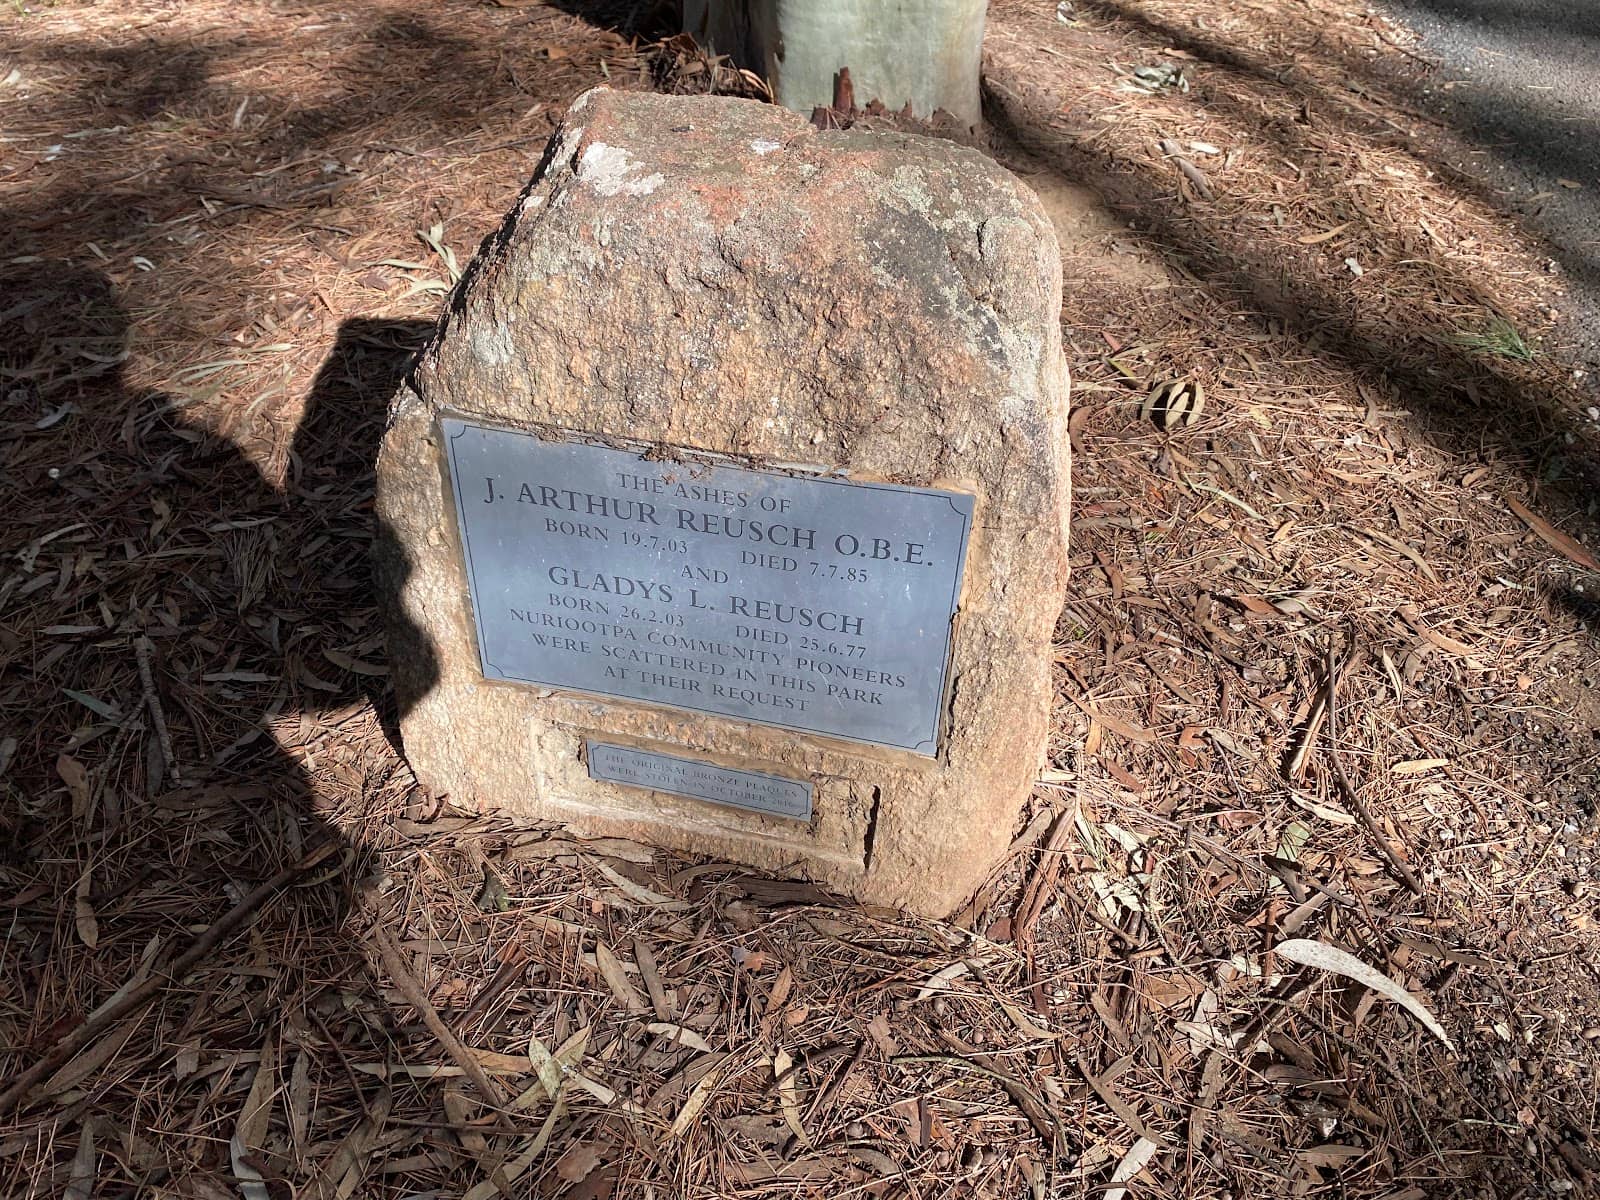 THE ASHES OF
J. ARTHUR REUSCH O.B.E.
BORN 19.7.03 DIED 7.7.85
AND
GLADYS L. REUSCH
BORN 26.2.03 DIED 25.6.77
NURIOOTPA COMMUNITY PIONEERS
WERE SCATTERED IN THIS PARK
AT THEIR REQUEST
THE ORIGINAL BRONZE PLAQUES
WERE STOLEN IN OCTOBER